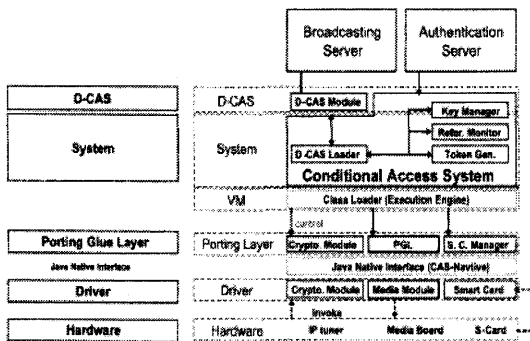 Broadcasting Server
Authentication Server
D-CAS
D-CAS
D-CAS Module
Key Manager
System
System
Refer. Monitor
D-CAS Loader
Token Gen.
Conditional Access System
VM
Class Loader (Execution Engine)
control
Porting Glue Layer
Porting Layer
Crypto. Module
PGL
S. C. Manager
Java Native Interface
Java Native Interface (CAS-Navtive)
Driver
Driver
Crypto. Module
Media Module
Smart Card
Invoke
Hardware
Hardware
IP tuner
Media Board
S-Card